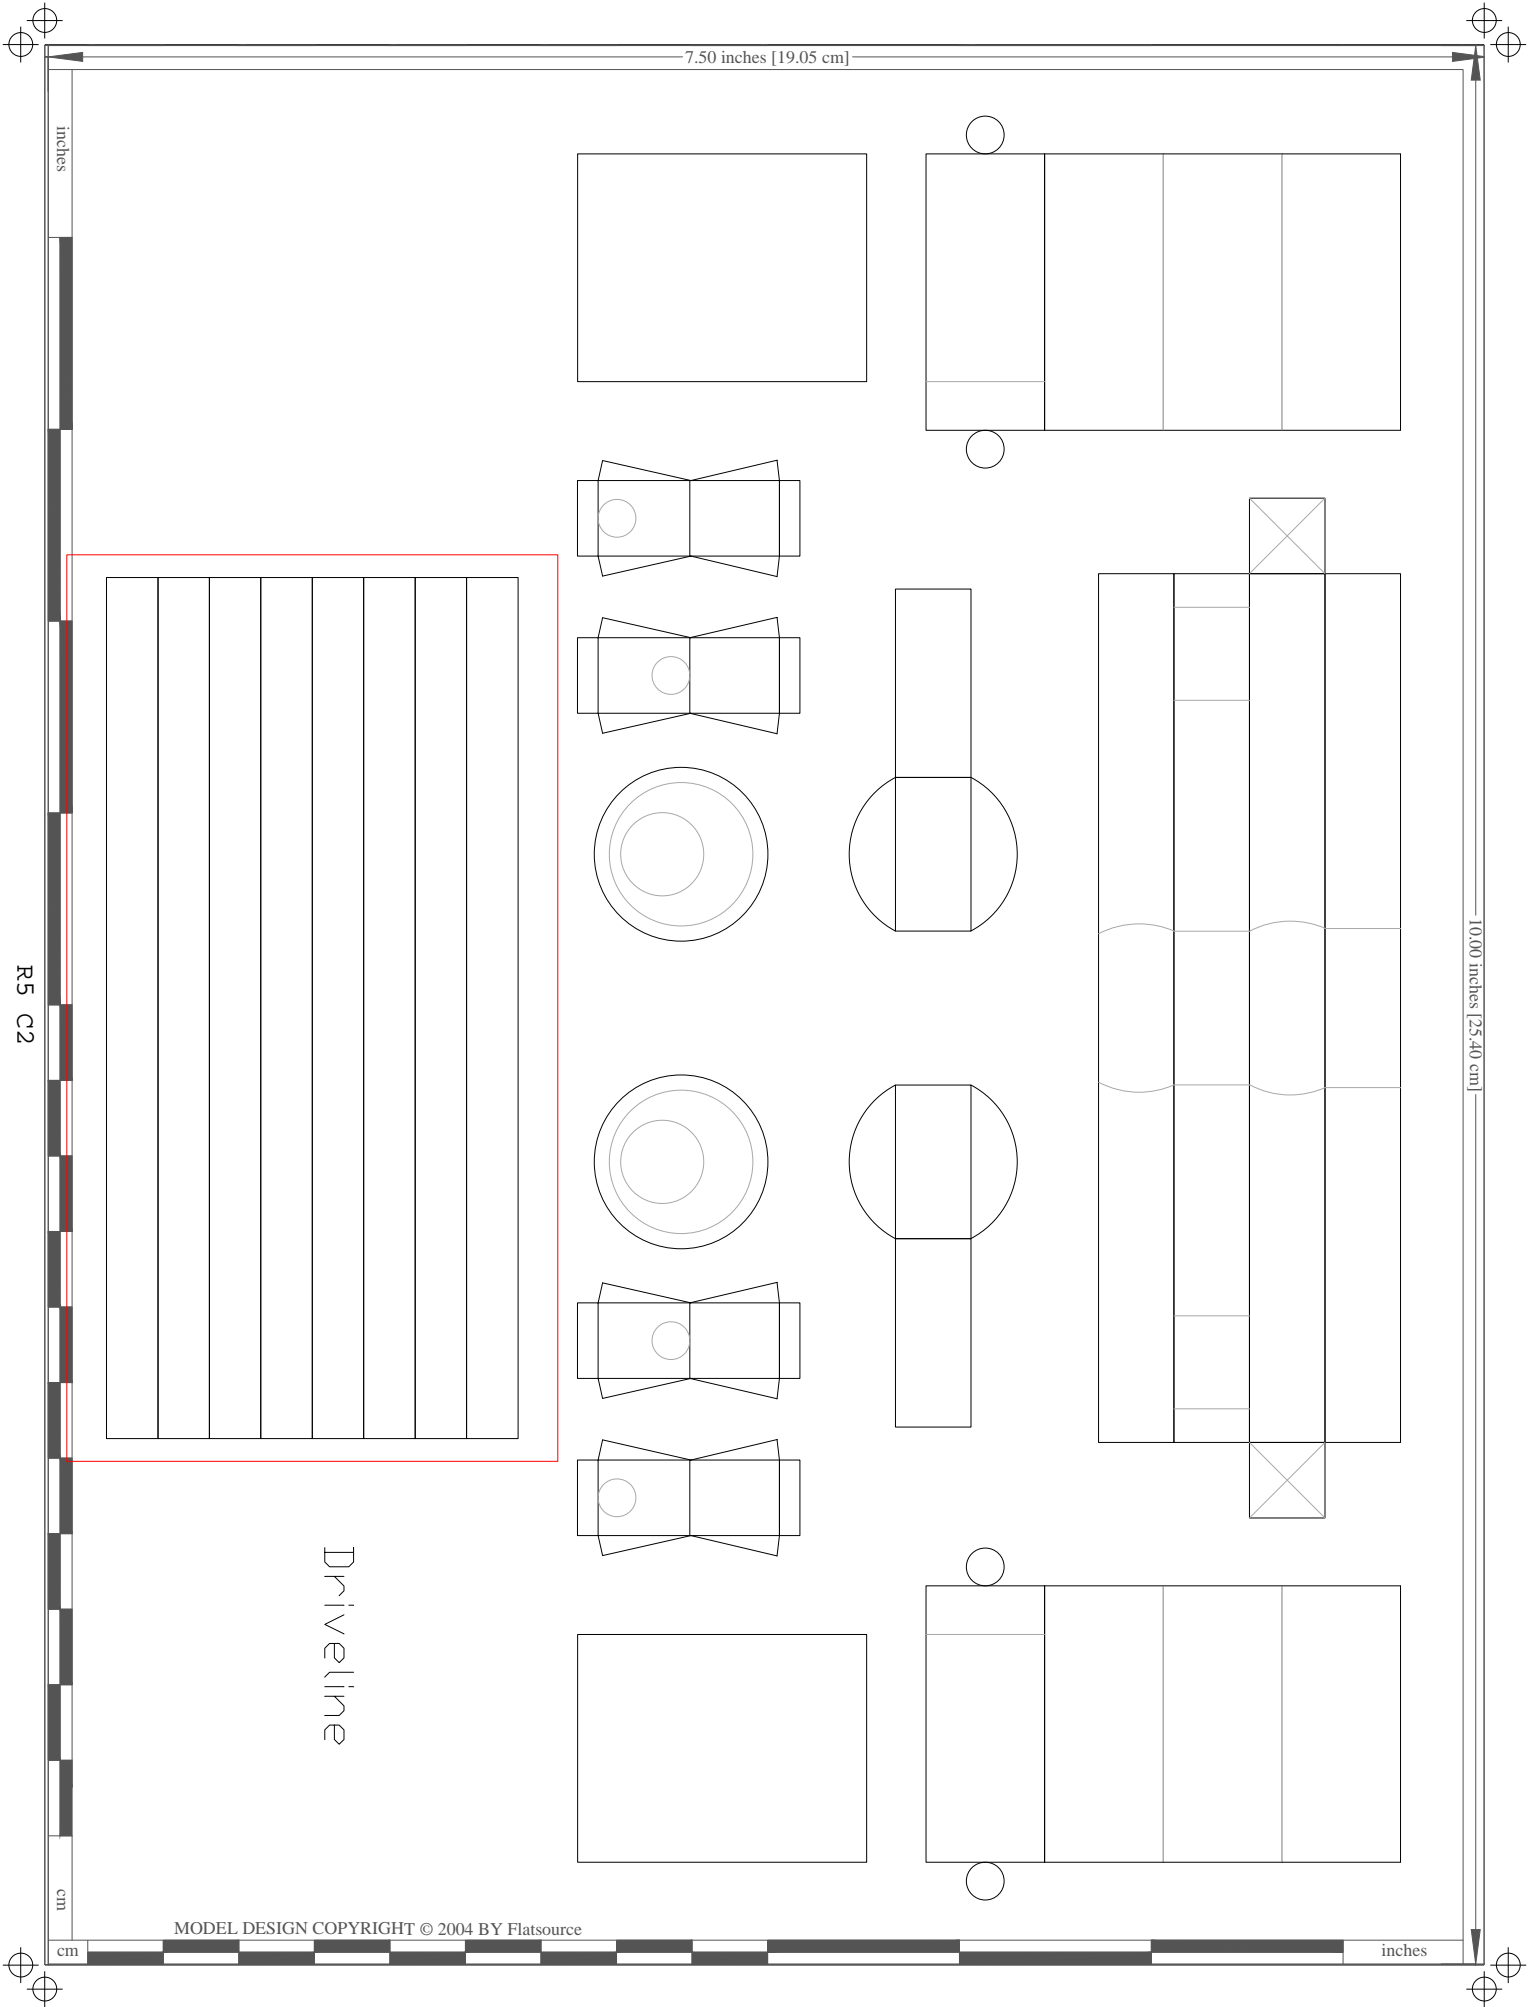 7.50 inches [19.05 cm]
inches
10.00 inches [25.40 cm]
R5 C2
Driveline
cm
MODEL DESIGN COPYRIGHT © 2004 BY Flatsource
cm
inches